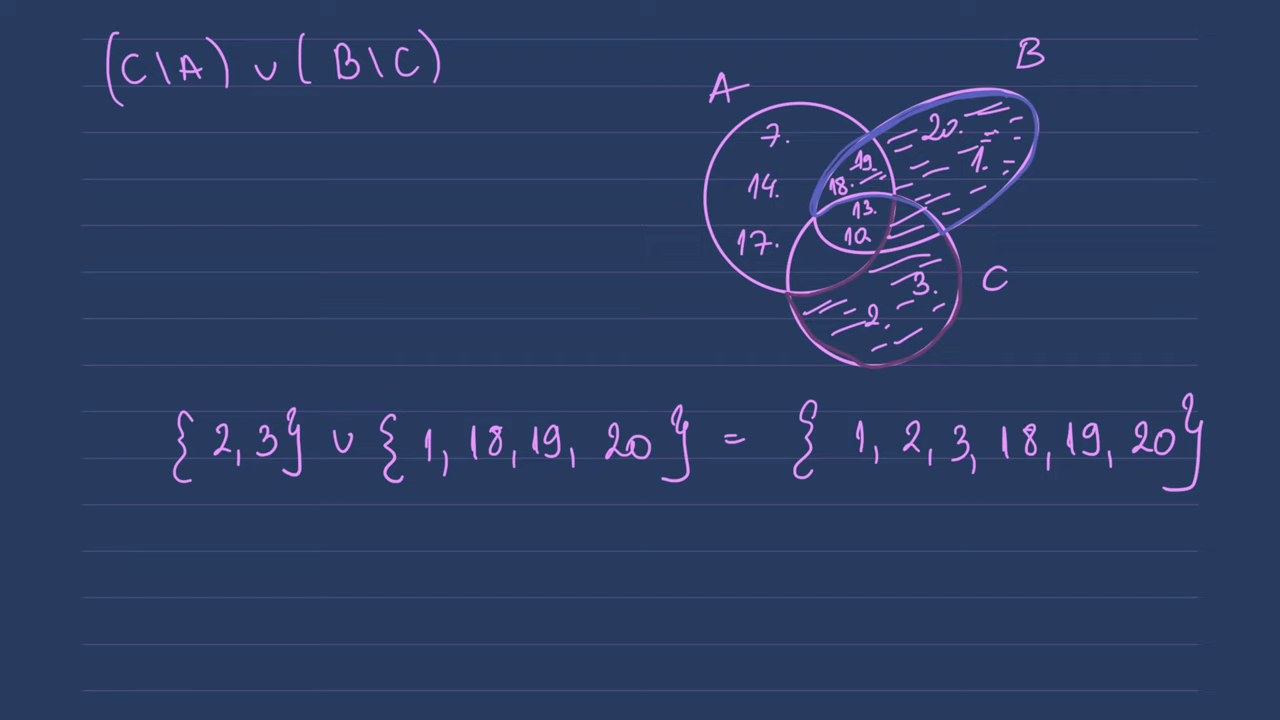 (C\A) ∪ (B\C)
B
A
20.
7.
19.
1.
14.
18.
13.
17.
10.
C
3.
2.
{2,3} ∪ {1,18,19,20} = {1,2,3,18,19,20}